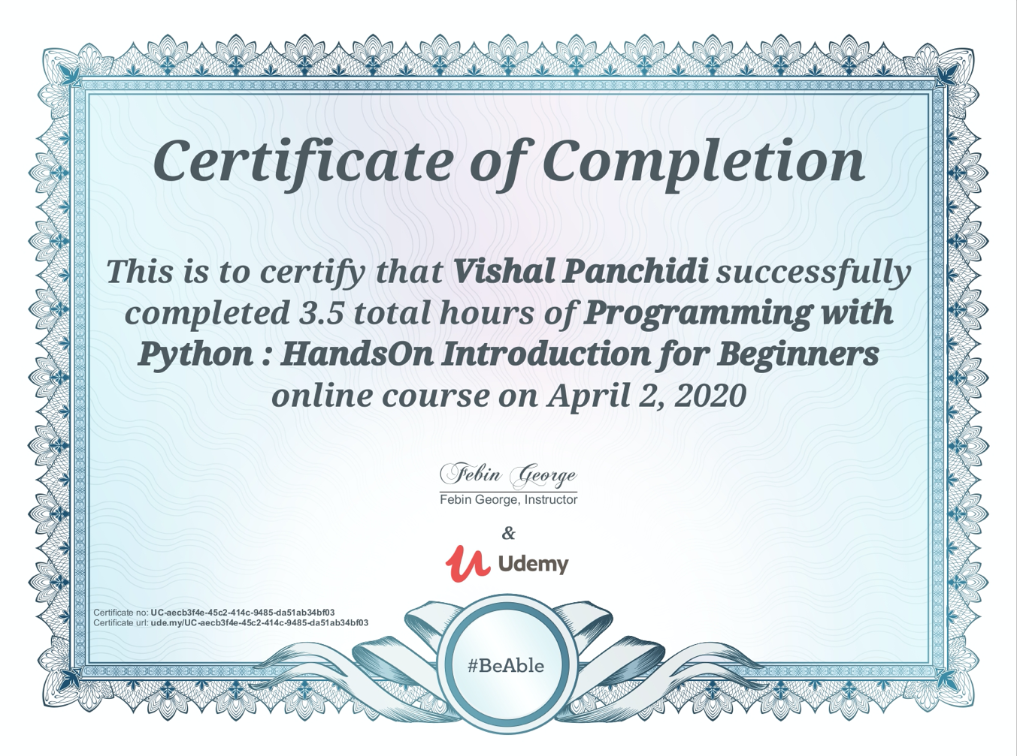 Certificate of Completion
This is to certify that Vishal Panchidi successfully
completed 3.5 total hours of Programming with
Python : HandsOn Introduction for Beginners
online course on April 2, 2020
Febin George
Febin George, Instructor
&
Udemy
Certificate no: UC-aecb3f4e-45c2-414c-9485-da51ab34bf03
Certificate url: ude.my/UC-aecb3f4e-45c2-414c-9485-da51ab34bf03
#BeAble